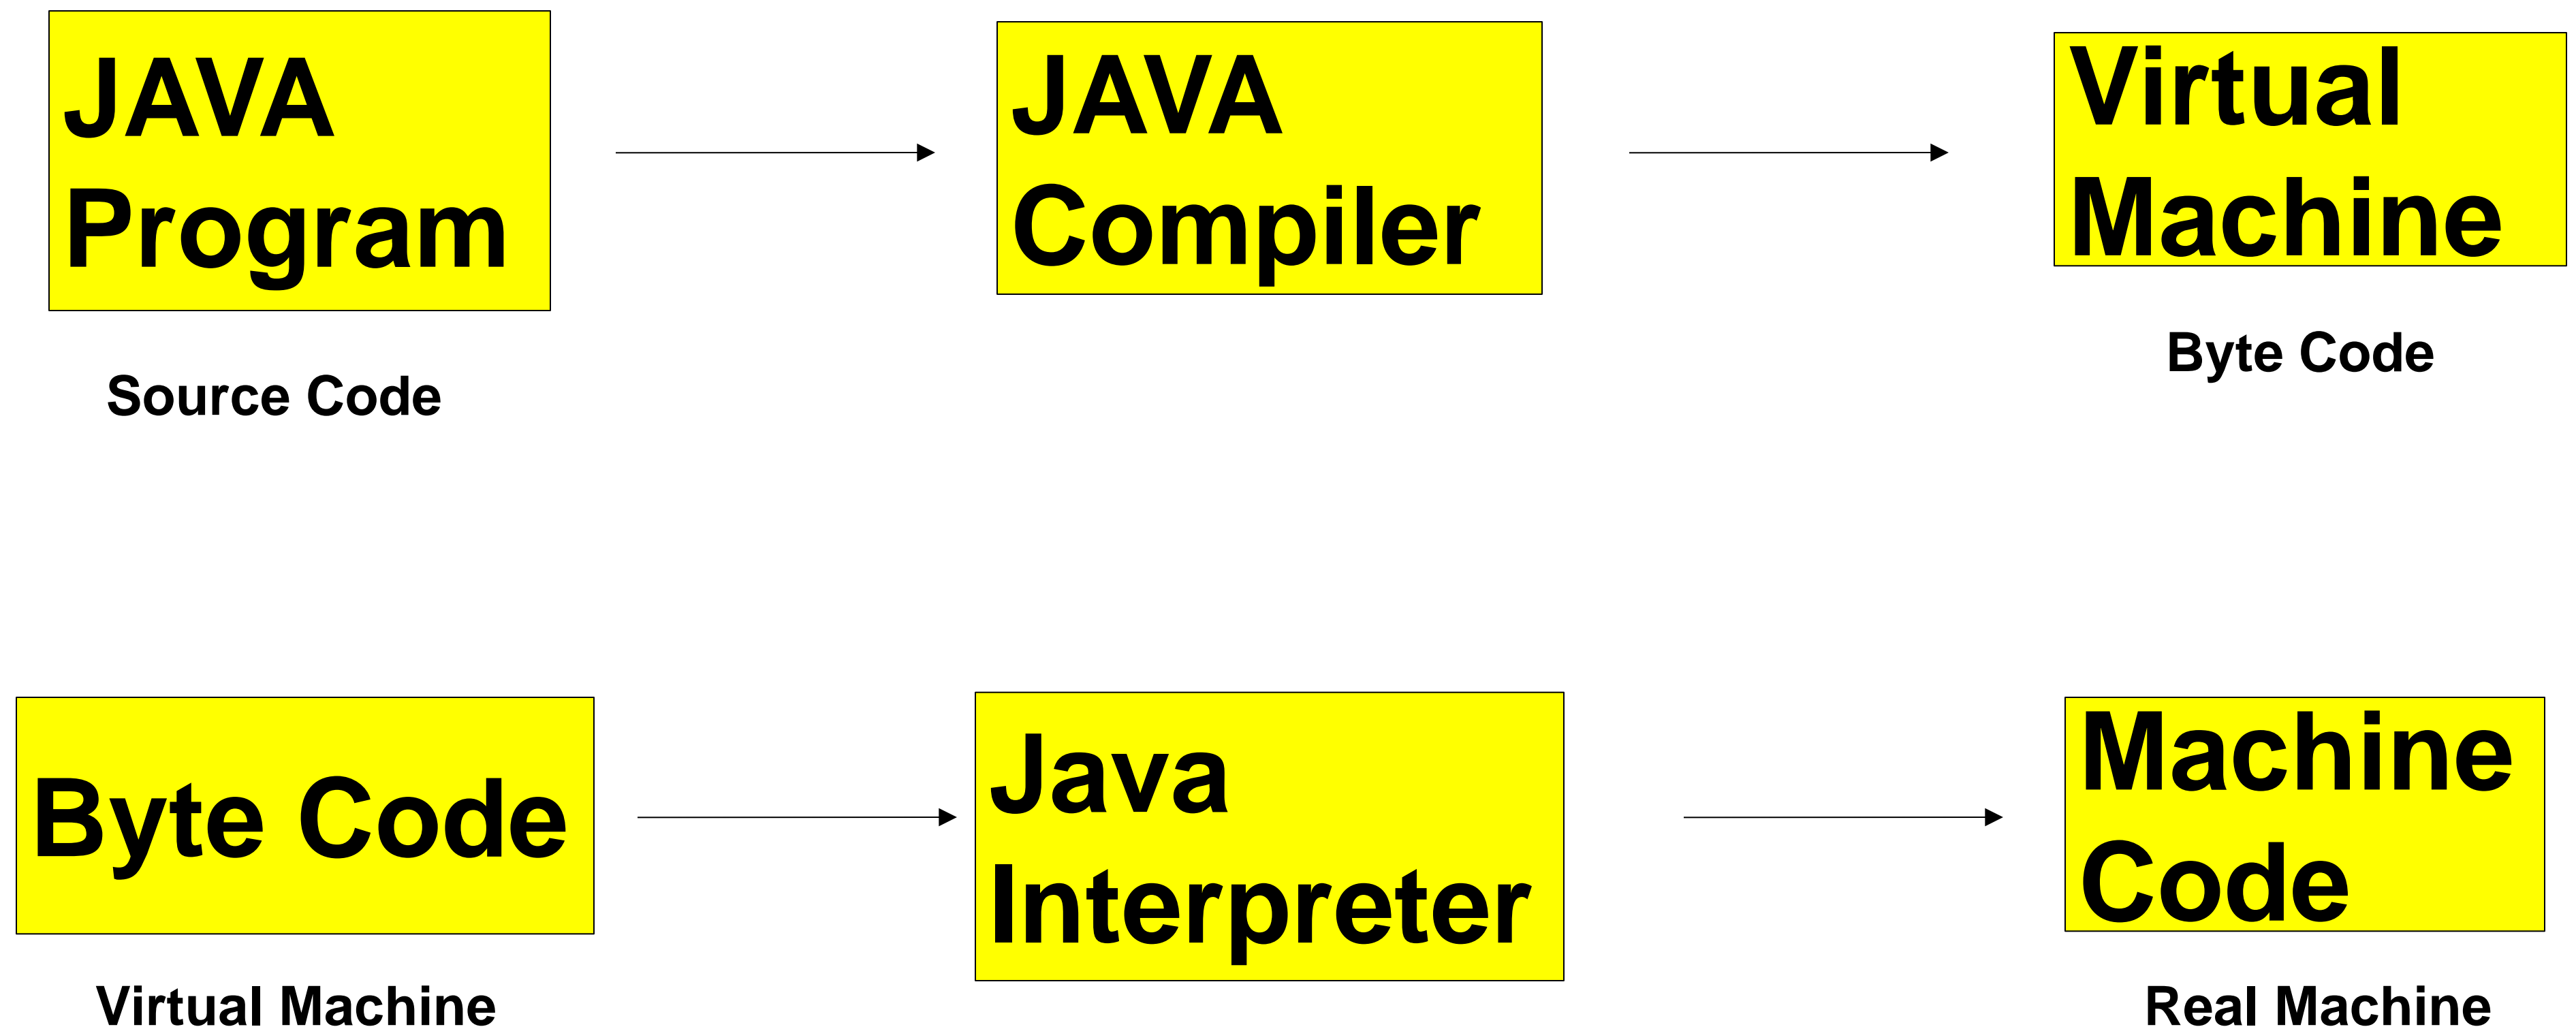 JAVA
Program
Source Code
JAVA
Compiler
Virtual
Machine
Byte Code
Byte Code
Virtual Machine
Java
Interpreter
Machine
Code
Real Machine